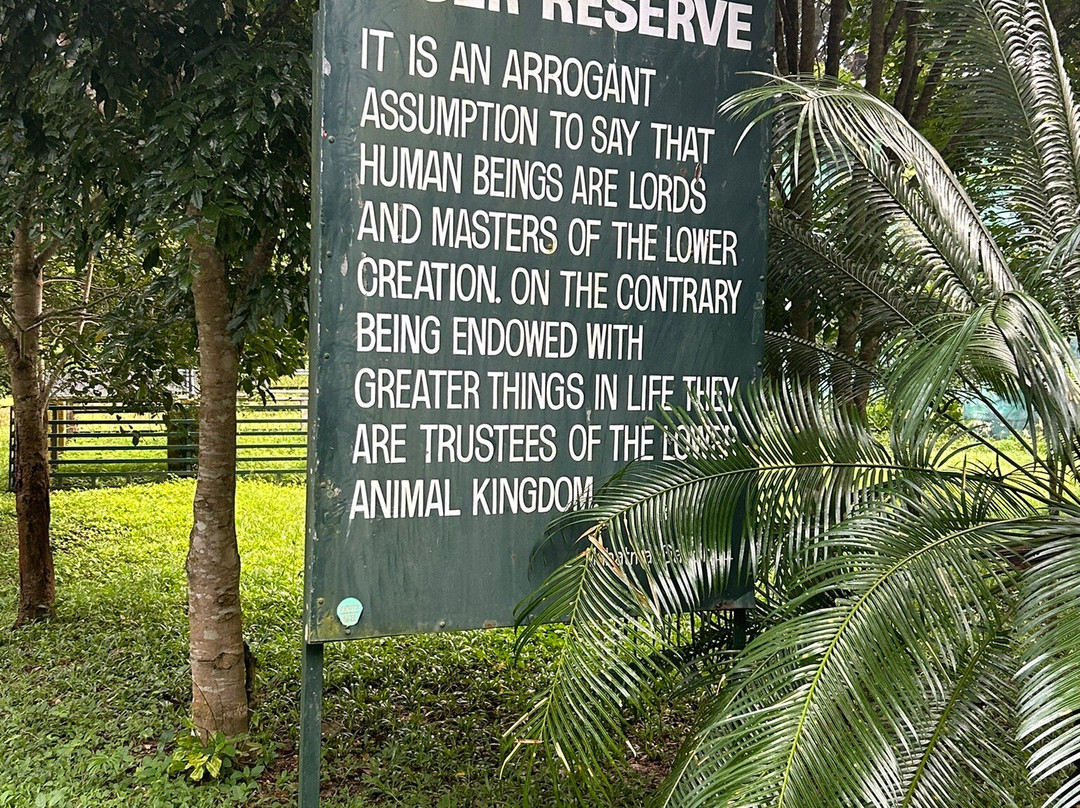 RESERVE
IT IS AN ARROGANT
ASSUMPTION TO SAY THAT
HUMAN BEINGS ARE LORDS
AND MASTERS OF THE LOWER
CREATION. ON THE CONTRARY
BEING ENDOWED WITH
GREATER THINGS IN LIFE THEY
ARE TRUSTEES OF THE LOWER
ANIMAL KINGDOM.